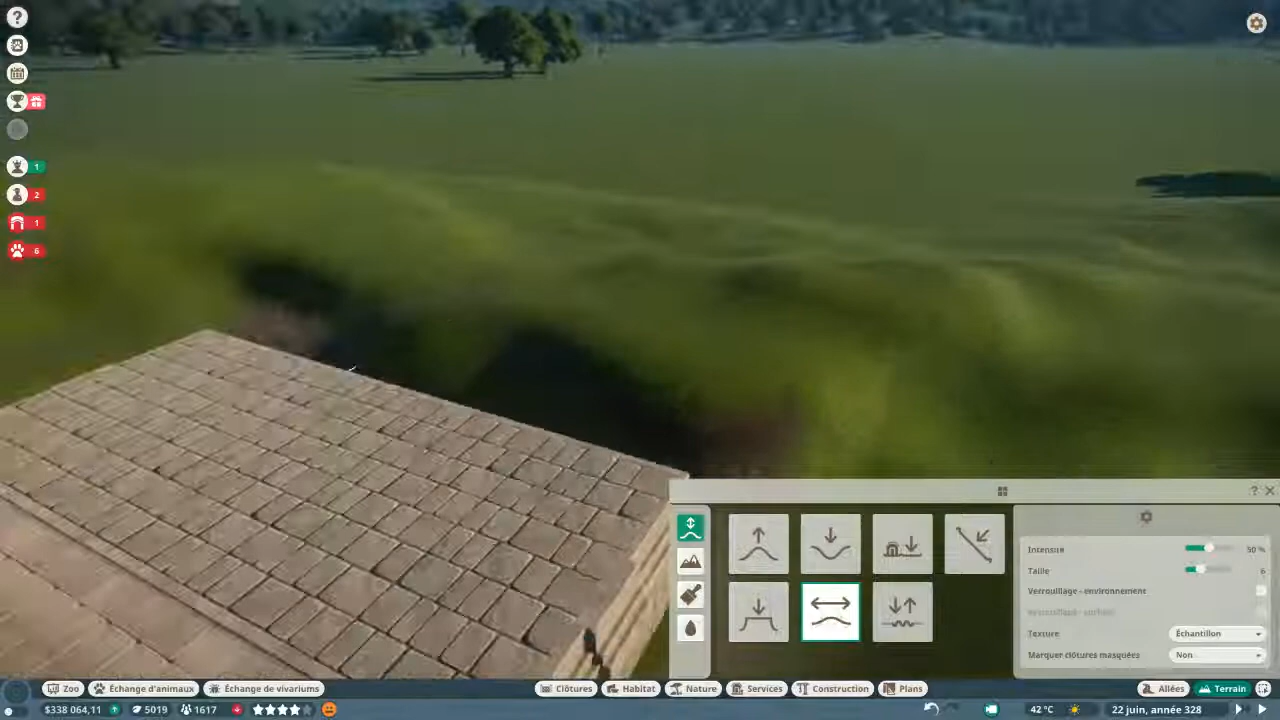 ?
1
2
1
6
?
Intensité
50 %
Taille
6
Verrouillage - environnement
Verrouillage - surface
Texture
Échantillon
Marquer clôtures masquées
Non
Zoo
Échange d'animaux
Échange de vivariums
Clôtures
Habitat
Nature
Services
Construction
Plans
Allées
Terrain
$338 064,11
5019
1617
42 °C
22 juin, année 328